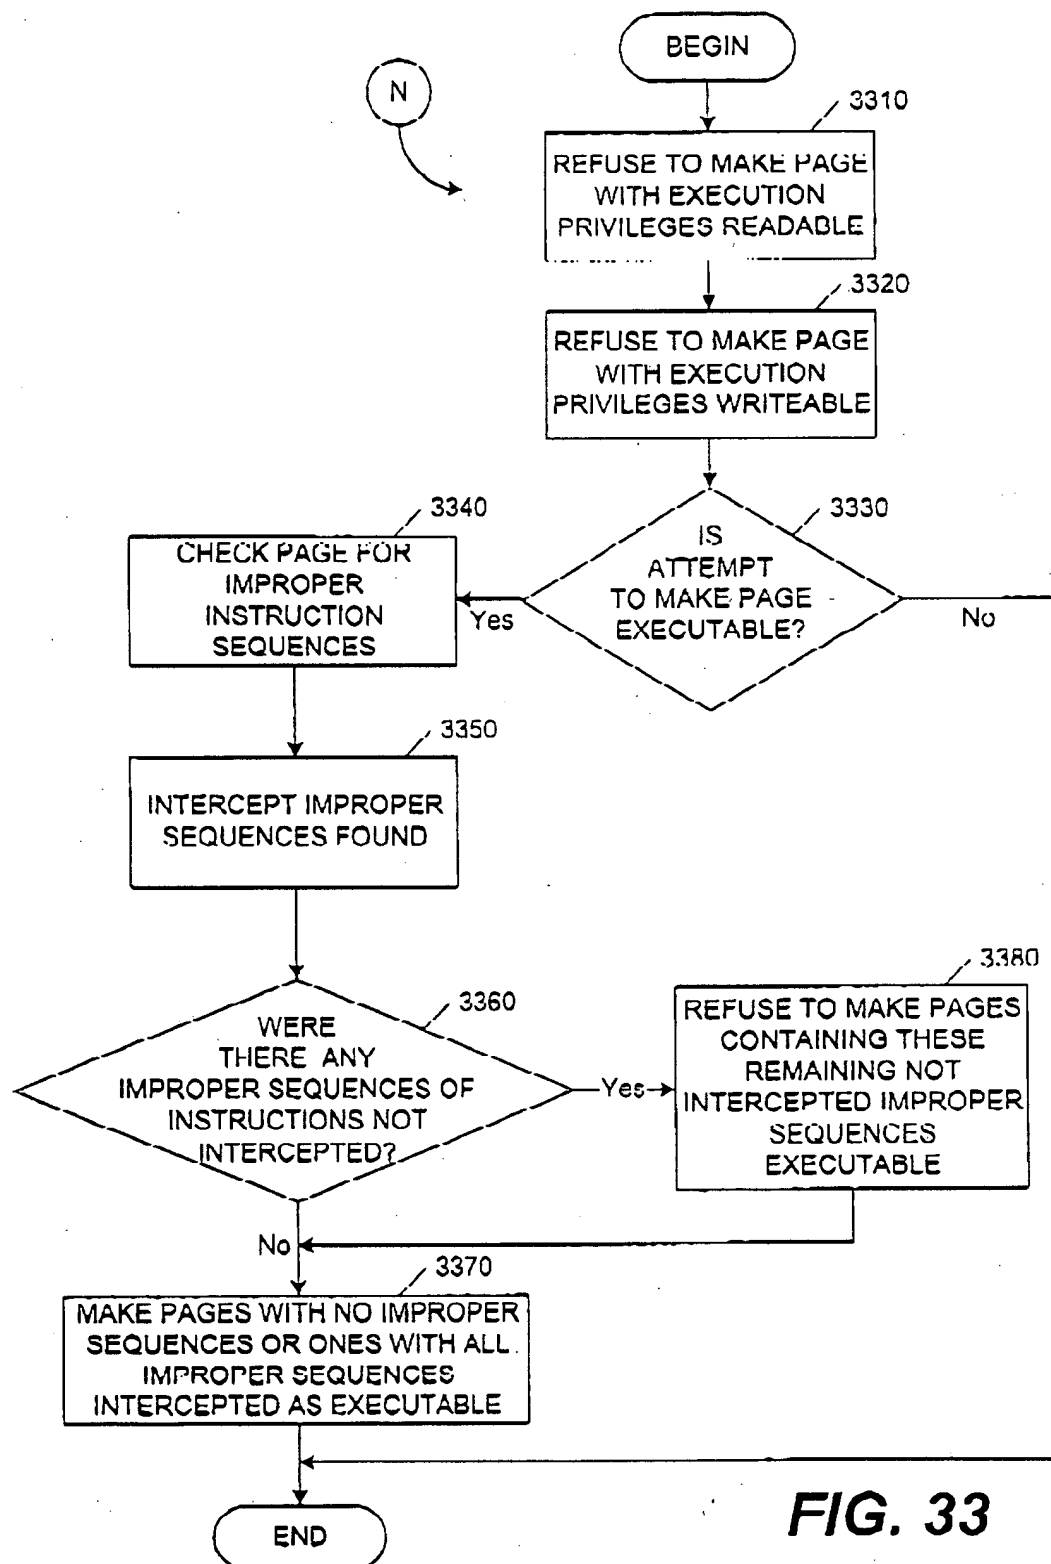 BEGIN
N
3310
REFUSE TO MAKE PAGE
WITH EXECUTION
PRIVILEGES READABLE
3320
REFUSE TO MAKE PAGE
WITH EXECUTION
PRIVILEGES WRITEABLE
3330
IS
ATTEMPT
TO MAKE PAGE
EXECUTABLE?
Yes
No
3340
CHECK PAGE FOR
IMPROPER
INSTRUCTION
SEQUENCES
3350
INTERCEPT IMPROPER
SEQUENCES FOUND
3360
WERE
THERE ANY
IMPROPER SEQUENCES OF
INSTRUCTIONS NOT
INTERCEPTED?
Yes
No
3380
REFUSE TO MAKE PAGES
CONTAINING THESE
REMAINING NOT
INTERCEPTED IMPROPER
SEQUENCES
EXECUTABLE
3370
MAKE PAGES WITH NO IMPROPER
SEQUENCES OR ONES WITH ALL
IMPROPER SEQUENCES
INTERCEPTED AS EXECUTABLE
END
FIG. 33